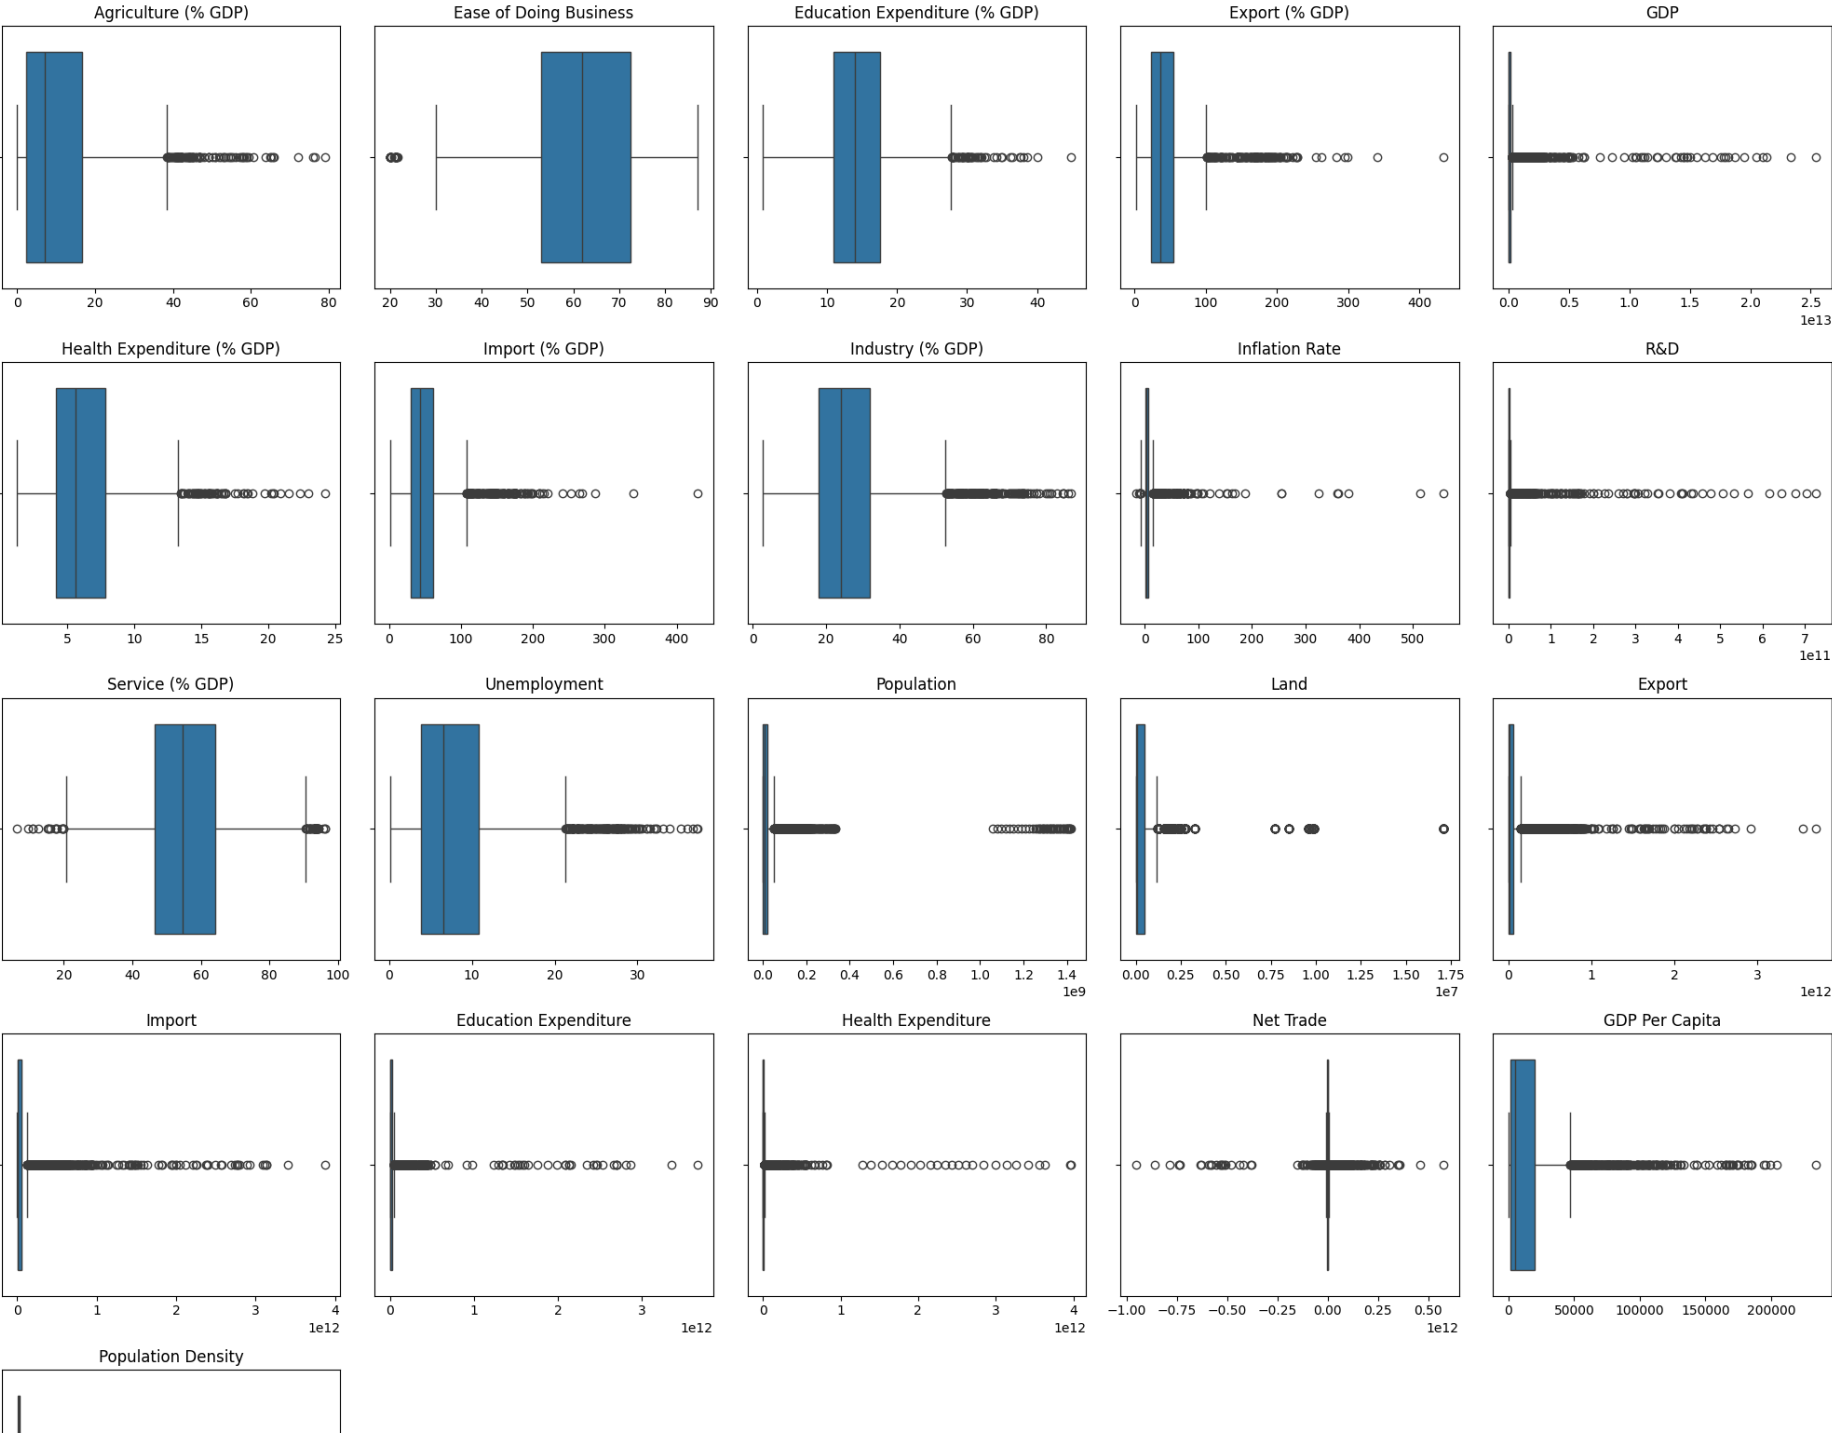 Agriculture (% GDP) Ease of Doing Business Education Expenditure (% GDP) Export (% GDP) GDP
0 20 40 60 80 20 30 40 50 60 70 80 90 0 10 20 30 40 0 100 200 300 400 0.0 0.5 1.0 1.5 2.0 2.5
1e13
Health Expenditure (% GDP) Import (% GDP) Industry (% GDP) Inflation Rate R&D
5 10 15 20 25 0 100 200 300 400 0 20 40 60 80 0 100 200 300 400 500 0 1 2 3 4 5 6 7
1e11
Service (% GDP) Unemployment Population Land Export
20 40 60 80 100 0 10 20 30 0.0 0.2 0.4 0.6 0.8 1.0 1.2 1.4 0.00 0.25 0.50 0.75 1.00 1.25 1.50 1.75 0 1 2 3
1e9 1e7 1e12
Import Education Expenditure Health Expenditure Net Trade GDP Per Capita
0 1 2 3 4 0 1 2 3 0 1 2 3 4 −1.00 −0.75 −0.50 −0.25 0.00 0.25 0.50 0 50000 100000 150000 200000
1e12 1e12 1e12 1e12
Population Density